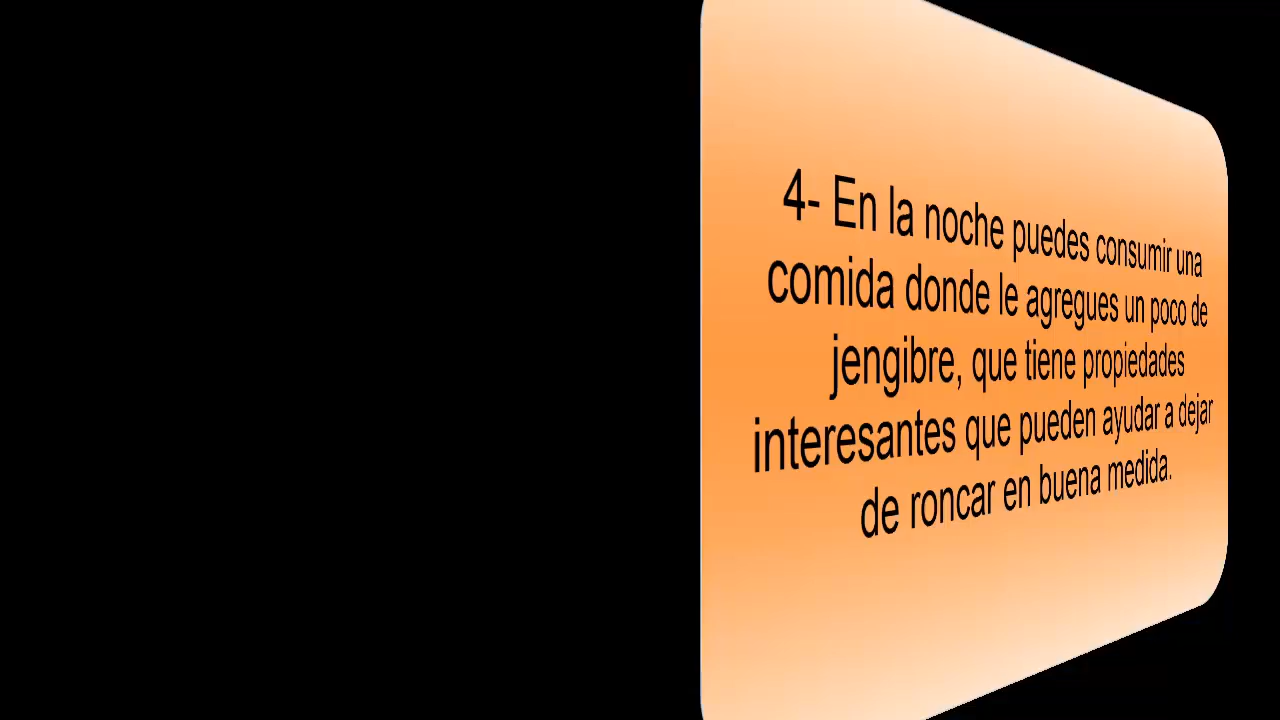 4- En la noche puedes consumir una
comida donde le agregues un poco de
jengibre, que tiene propiedades
interesantes que pueden ayudar a dejar
de roncar en buena medida.